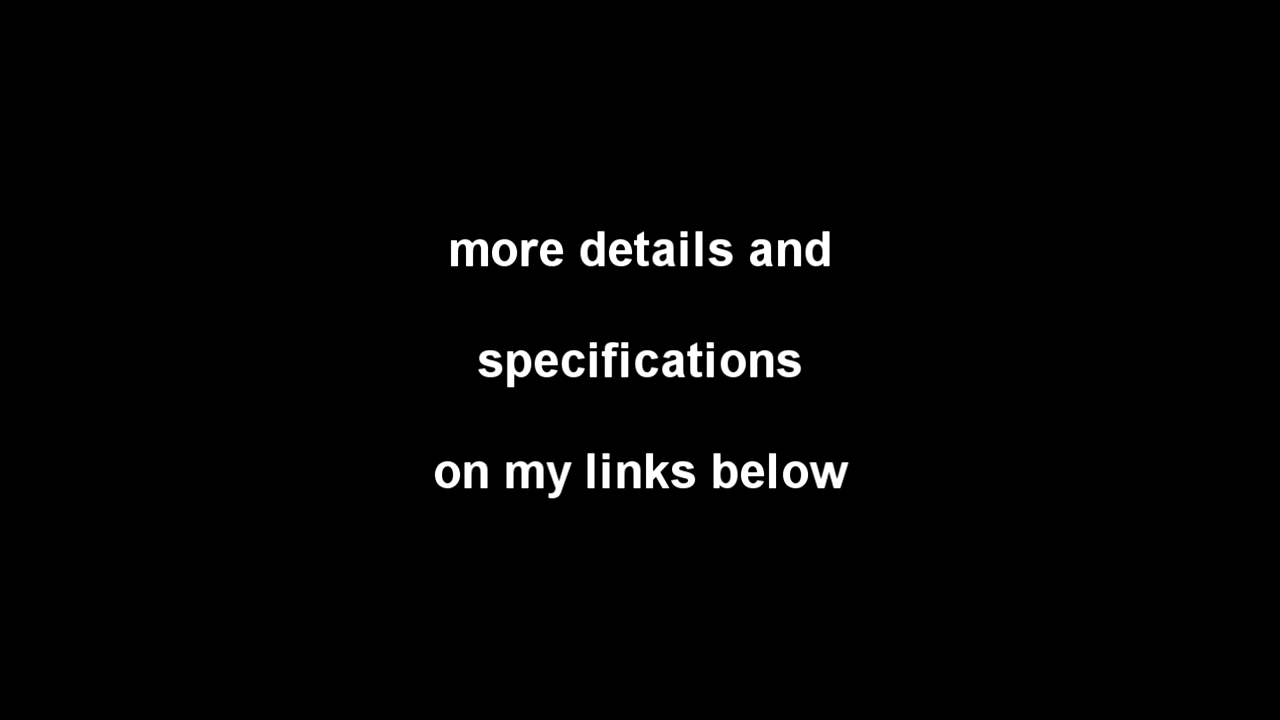 more details and
specifications
on my links below